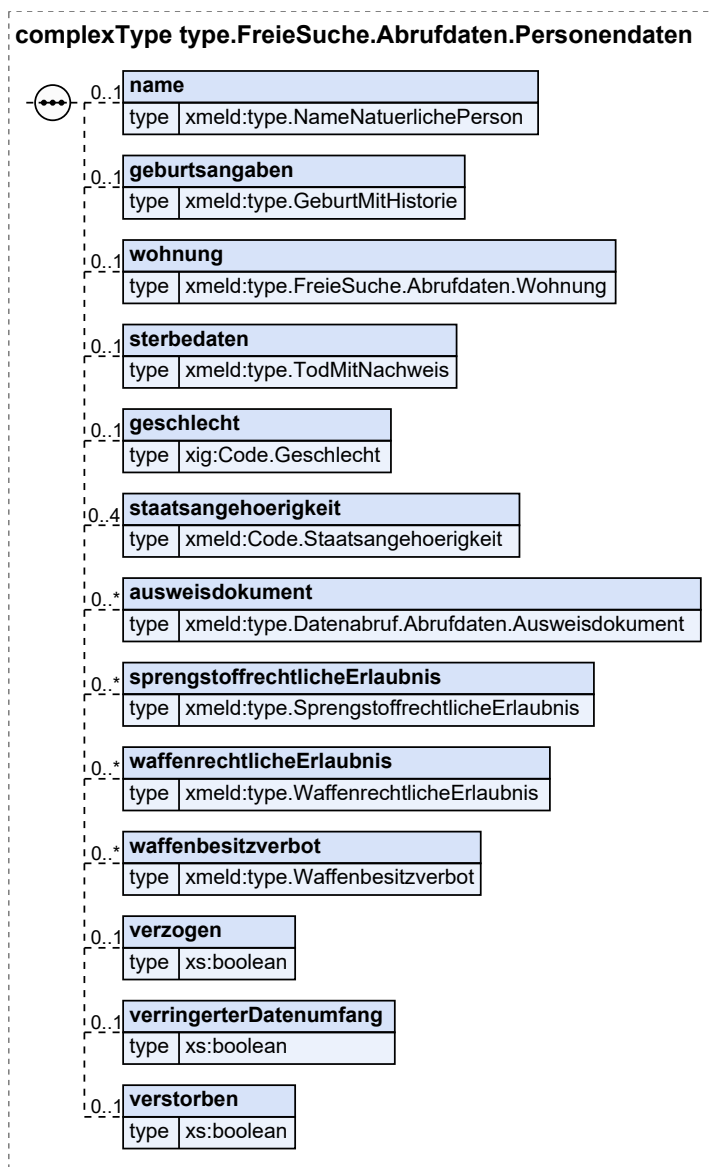 complexType type.FreieSuche.Abrufdaten.Personendaten
0..1 name
type xmeld:type.NameNatuerlichePerson
0..1 geburtsangaben
type xmeld:type.GeburtMitHistorie
0..1 wohnung
type xmeld:type.FreieSuche.Abrufdaten.Wohnung
0..1 sterbedaten
type xmeld:type.TodMitNachweis
0..1 geschlecht
type xig:Code.Geschlecht
0..4 staatsangehoerigkeit
type xmeld:Code.Staatsangehoerigkeit
0..* ausweisdokument
type xmeld:type.Datenabruf.Abrufdaten.Ausweisdokument
0..* sprengstoffrechtlicheErlaubnis
type xmeld:type.SprengstoffrechtlicheErlaubnis
0..* waffenrechtlicheErlaubnis
type xmeld:type.WaffenrechtlicheErlaubnis
0..* waffenbesitzverbot
type xmeld:type.Waffenbesitzverbot
0..1 verzogen
type xs:boolean
0..1 verringerterDatenumfang
type xs:boolean
0..1 verstorben
type xs:boolean